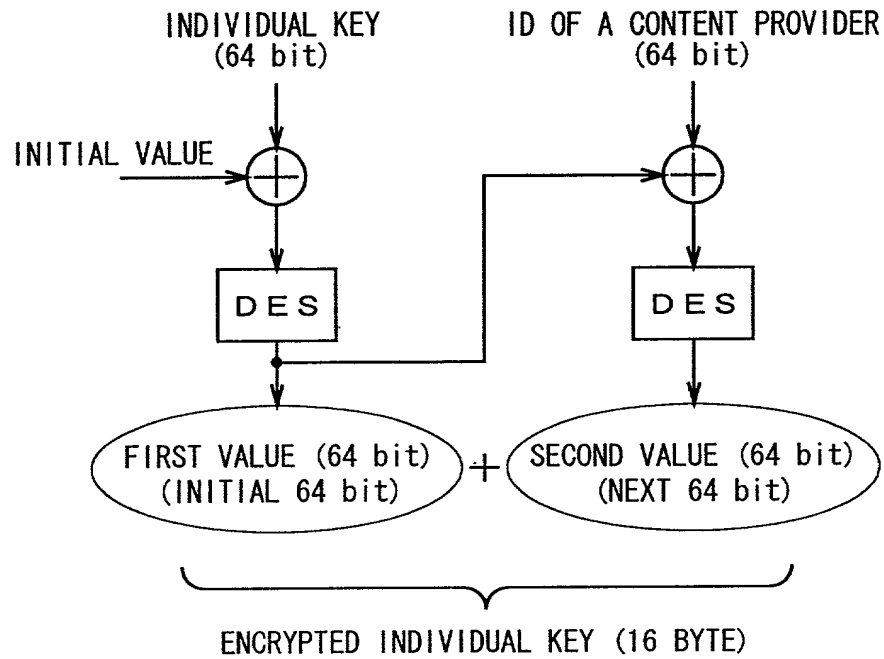 INDIVIDUAL KEY
(64 bit)
ID OF A CONTENT PROVIDER
(64 bit)
INITIAL VALUE
DES
DES
FIRST VALUE (64 bit)
(INITIAL 64 bit)
+
SECOND VALUE (64 bit)
(NEXT 64 bit)
ENCRYPTED INDIVIDUAL KEY (16 BYTE)